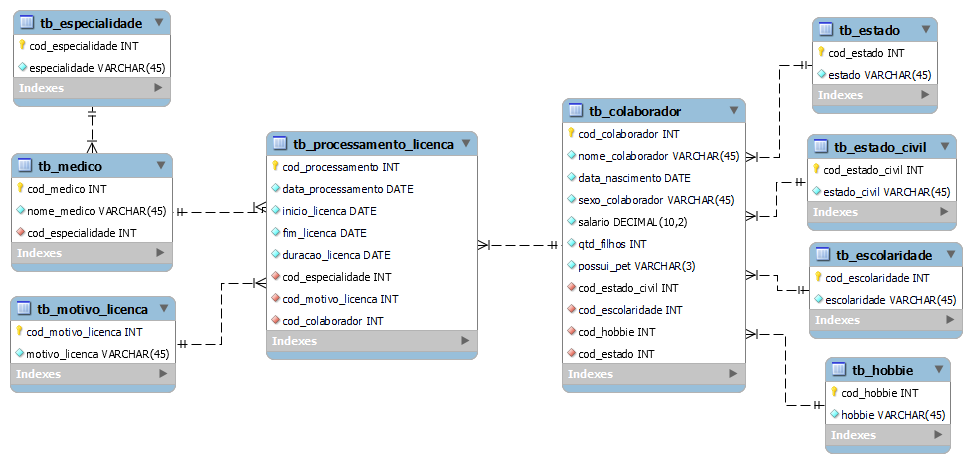 tb_especialidade
cod_especialidade INT
especialidade VARCHAR(45)
Indexes
tb_medico
cod_medico INT
nome_medico VARCHAR(45)
cod_especialidade INT
Indexes
tb_motivo_licenca
cod_motivo_licenca INT
motivo_licenca VARCHAR(45)
Indexes
tb_processamento_licenca
cod_processamento INT
data_processamento DATE
inicio_licenca DATE
fim_licenca DATE
duracao_licenca DATE
cod_especialidade INT
cod_motivo_licenca INT
cod_colaborador INT
Indexes
tb_colaborador
cod_colaborador INT
nome_colaborador VARCHAR(45)
data_nascimento DATE
sexo_colaborador VARCHAR(45)
salario DECIMAL(10,2)
qtd_filhos INT
possui_pet VARCHAR(3)
cod_estado_civil INT
cod_escolaridade INT
cod_hobbie INT
cod_estado INT
Indexes
tb_estado
cod_estado INT
estado VARCHAR(45)
Indexes
tb_estado_civil
cod_estado_civil INT
estado_civil VARCHAR(45)
Indexes
tb_escolaridade
cod_escolaridade INT
escolaridade VARCHAR(45)
Indexes
tb_hobbie
cod_hobbie INT
hobbie VARCHAR(45)
Indexes